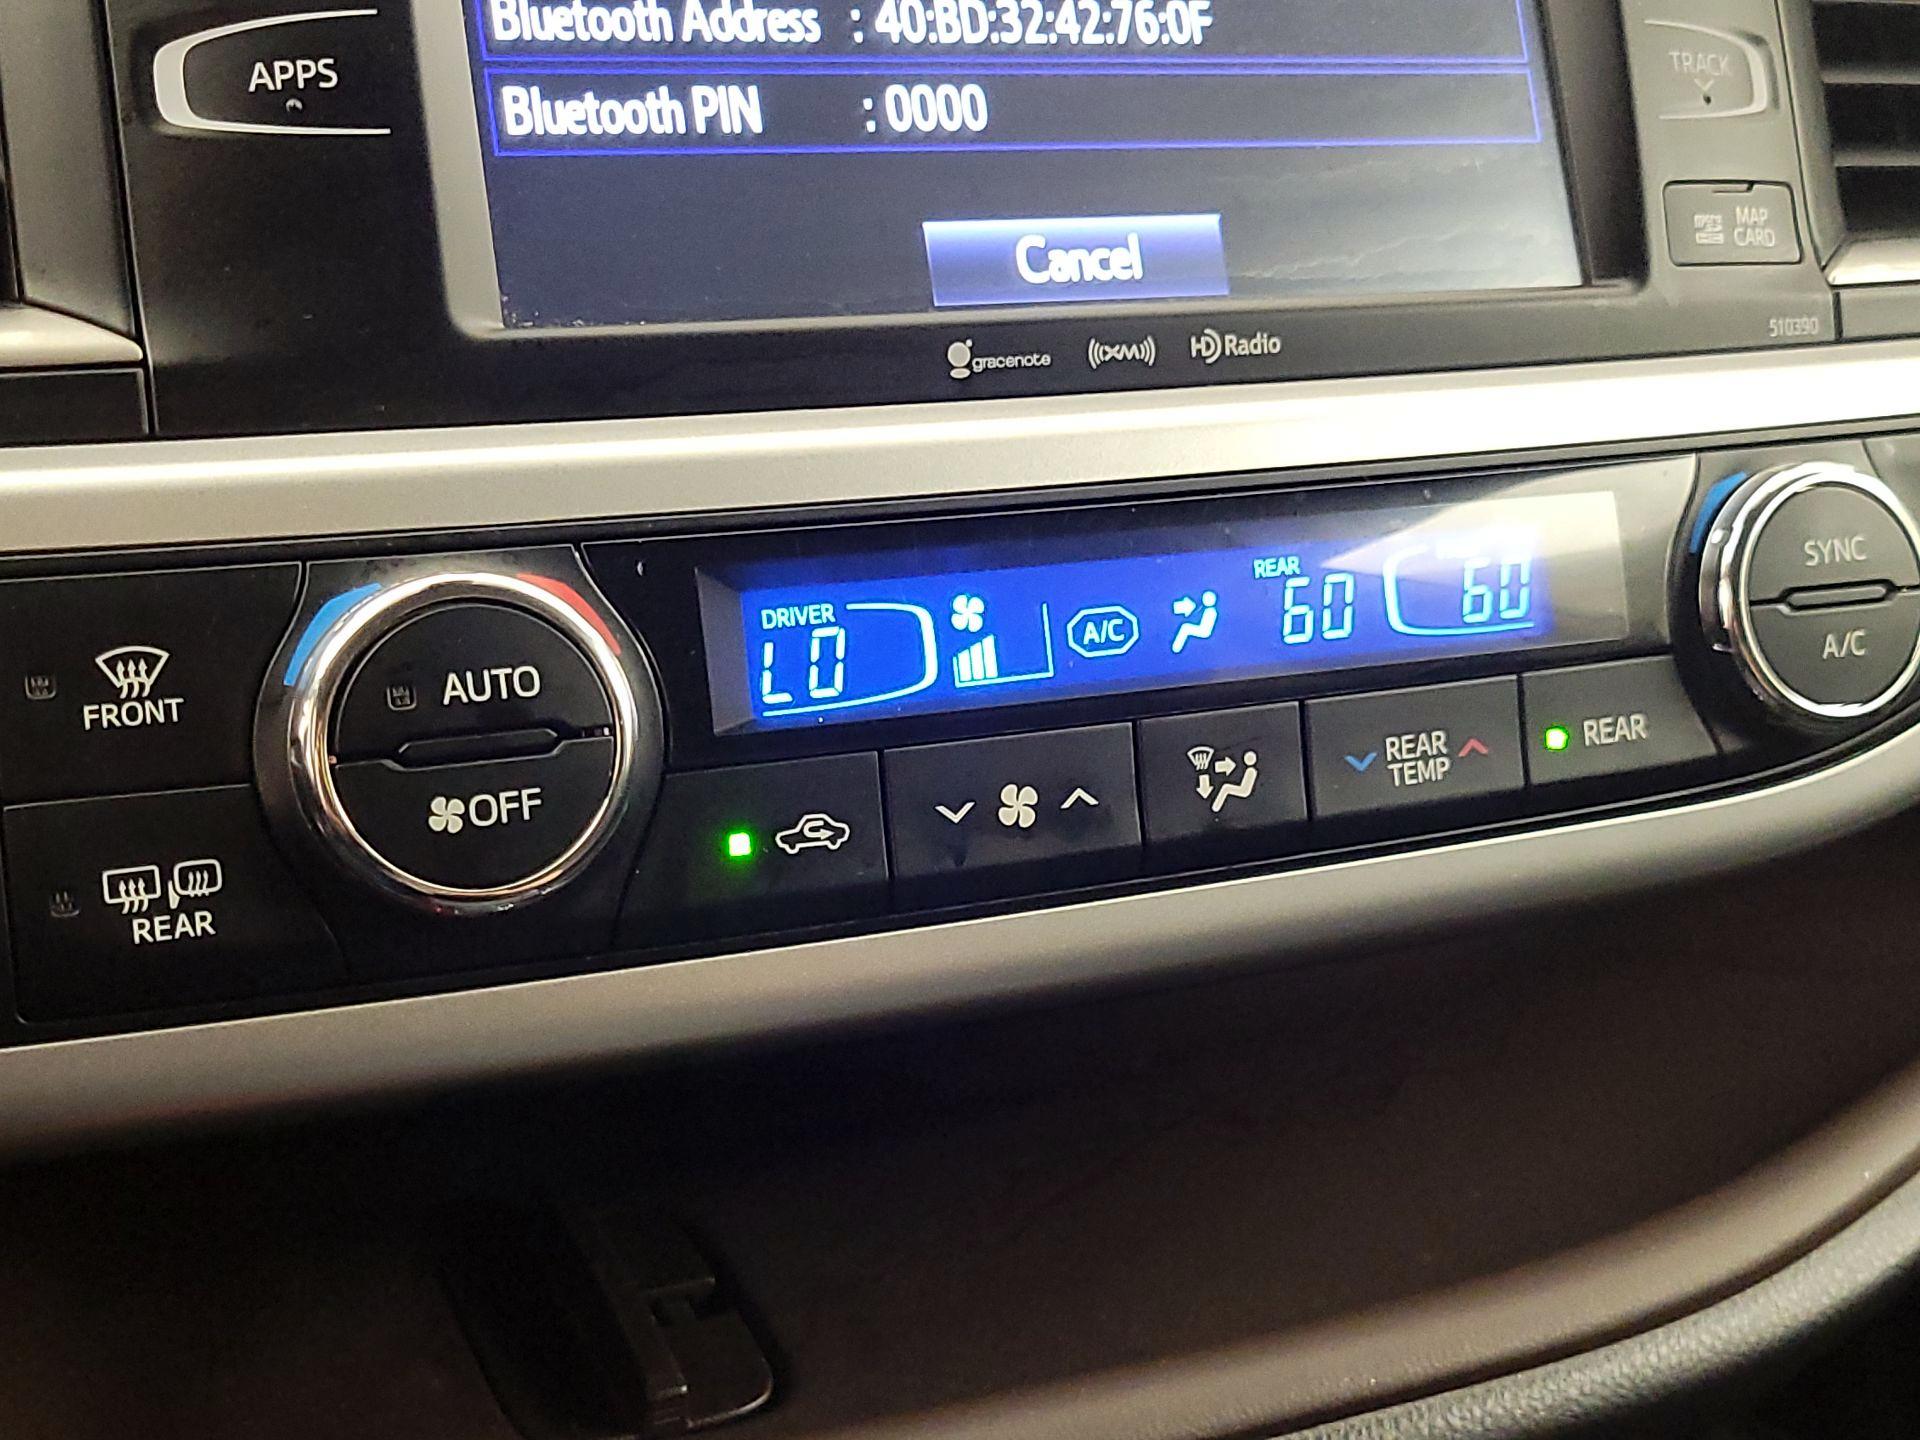 Bluetooth Address : 40:BD:32:42:76:0F
APPS
TRACK
Bluetooth PIN : 0000
MAP
CARD
Cancel
510390
gracenote
((XM))
HD Radio
SYNC
A/C
DRIVER
LO
A/C
REAR
60
60
AUTO
OFF
FRONT
REAR
TEMP
REAR
REAR